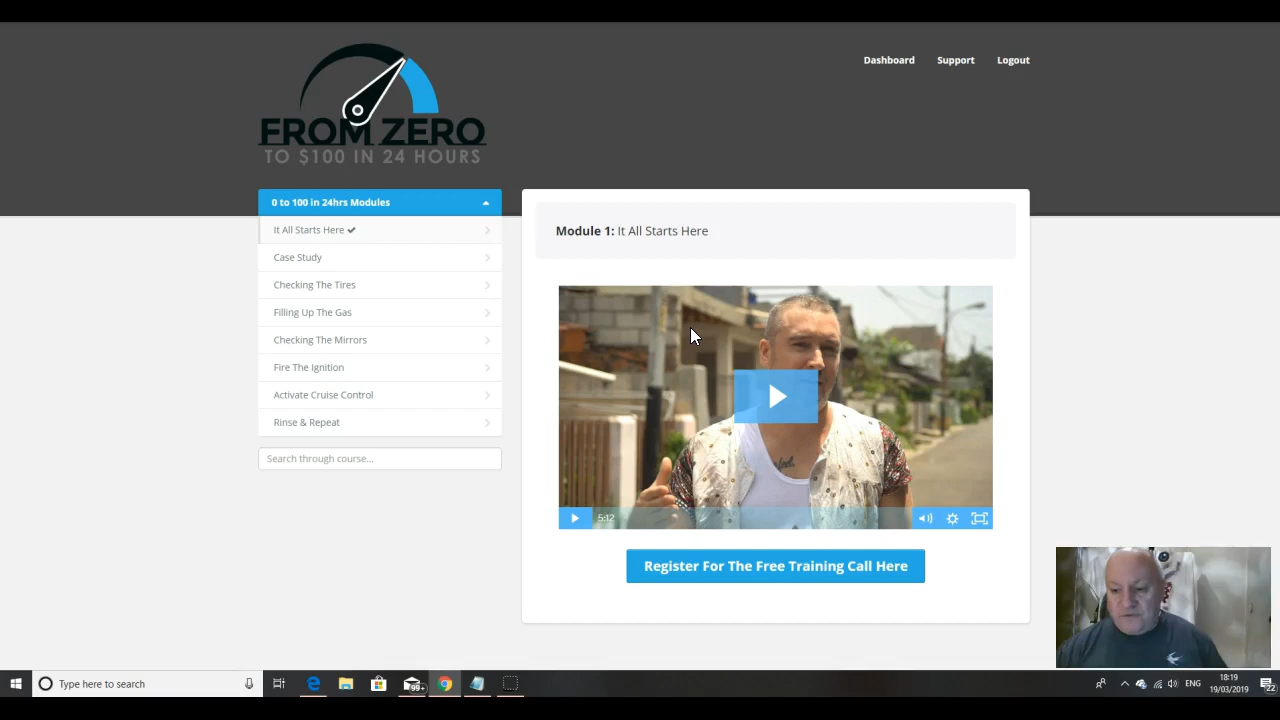 Dashboard
Support
Logout
FROM ZERO
TO $100 IN 24 HOURS
0 to 100 in 24hrs Modules
It All Starts Here
Case Study
Checking The Tires
Filling Up The Gas
Checking The Mirrors
Fire The Ignition
Activate Cruise Control
Rinse & Repeat
Search through course...
Module 1: It All Starts Here
5:12
Register For The Free Training Call Here
Type here to search
99+
ENG
18:19
19/03/2019
22